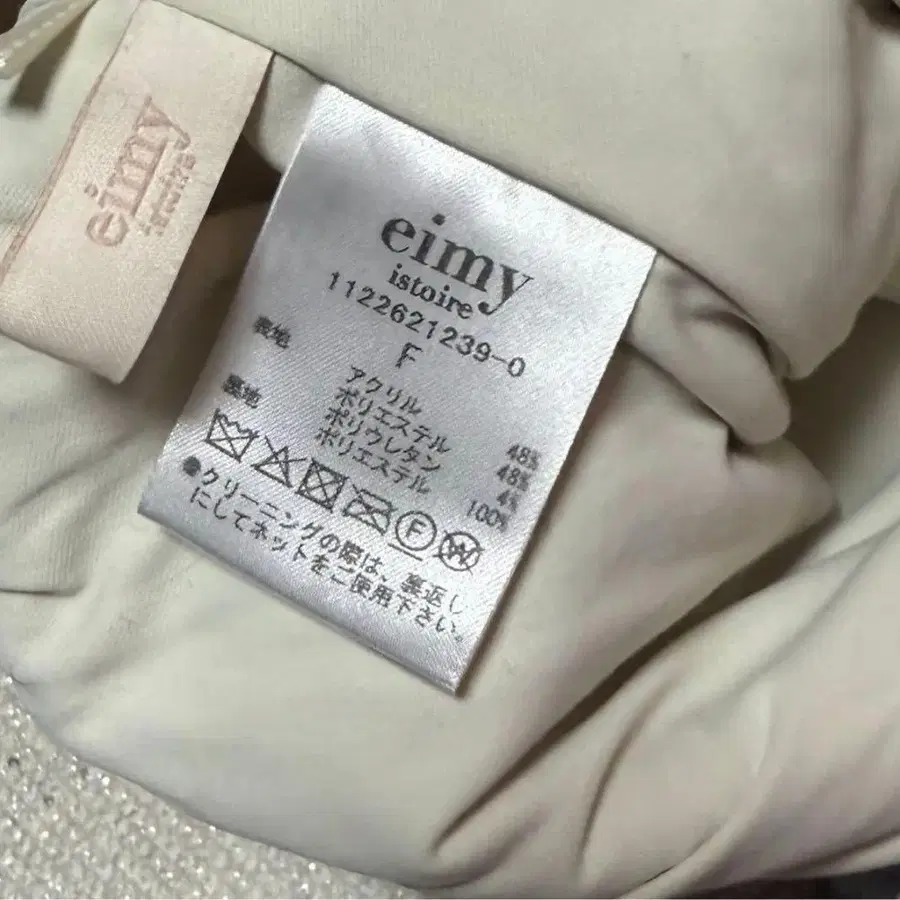 eimy
istoire
eimy
istoire
1122621239-0
F
表地 アクリル 48%
ポリエステル 48%
ポリウレタン 4%
裏地 ポリエステル 100%
F
W
●クリーニングの際は、裏返し
にしてネットをご使用下さい。